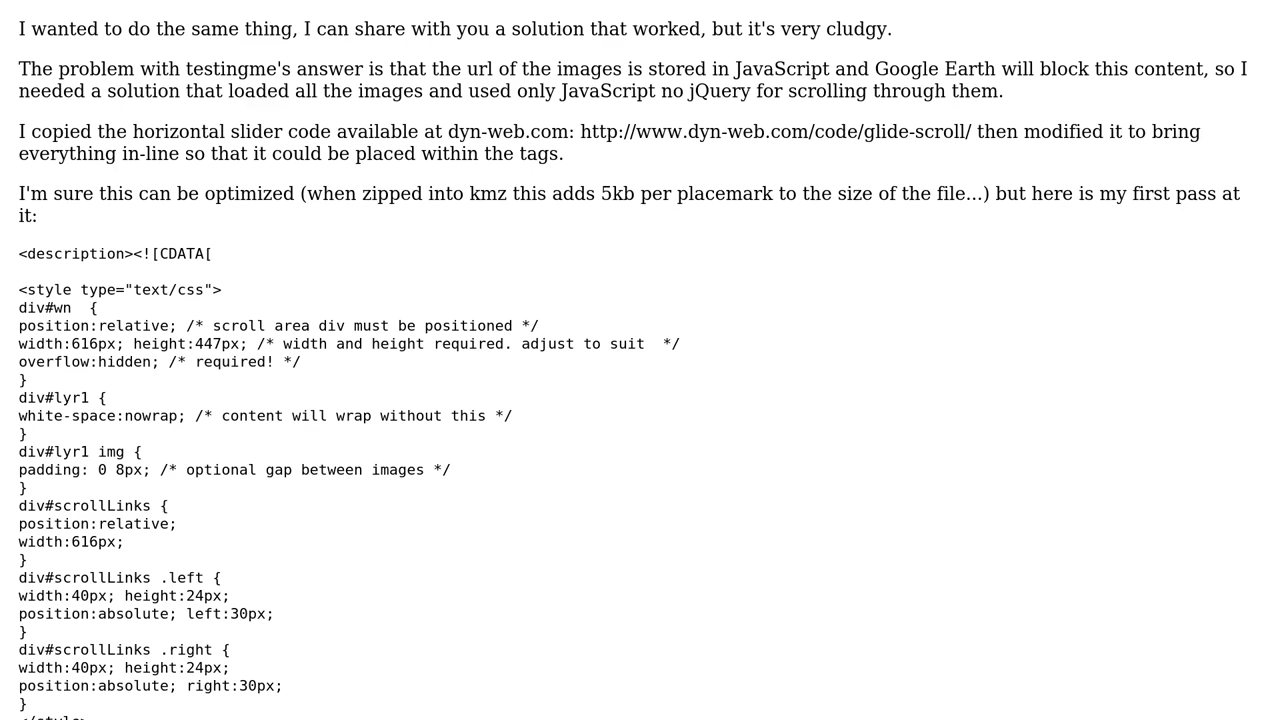 I wanted to do the same thing, I can share with you a solution that worked, but it's very cludgy.
The problem with testingme's answer is that the url of the images is stored in JavaScript and Google Earth will block this content, so I
needed a solution that loaded all the images and used only JavaScript no jQuery for scrolling through them.
I copied the horizontal slider code available at dyn-web.com: http://www.dyn-web.com/code/glide-scroll/ then modified it to bring
everything in-line so that it could be placed within the tags.
I'm sure this can be optimized (when zipped into kmz this adds 5kb per placemark to the size of the file...) but here is my first pass at
it:
<description><![CDATA[
<style type="text/css">
div#wn  {
position:relative; /* scroll area div must be positioned */
width:616px; height:447px; /* width and height required. adjust to suit  */
overflow:hidden; /* required! */
}
div#lyr1 {
white-space:nowrap; /* content will wrap without this */
}
div#lyr1 img {
padding: 0 8px; /* optional gap between images */
}
div#scrollLinks {
position:relative;
width:616px;
}
div#scrollLinks .left {
width:40px; height:24px;
position:absolute; left:30px;
}
div#scrollLinks .right {
width:40px; height:24px;
position:absolute; right:30px;
}
</style>